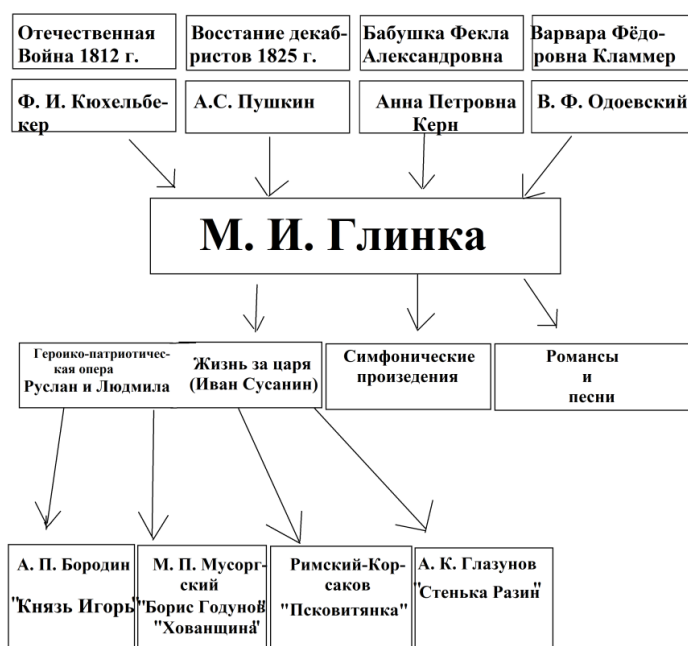 Отечественная
Война 1812 г.
Восстание декаб-
ристов 1825 г.
Бабушка Фекла
Александровна
Варвара Фёдо-
ровна Кламмер
Ф. И. Кюхельбе-
кер
А.С. Пушкин
Анна Петровна
Керн
В. Ф. Одоевский
М. И. Глинка
Героико-патриотичес-
кая опера
Руслан и Людмила
Жизнь за царя
(Иван Сусанин)
Симфонические
произедения
Романсы
и
песни
А. П. Бородин
"Князь Игорь"
М. П. Мусорг-
ский
"Борис Годунов"
"Хованщина"
Римский-Кор-
саков
"Псковитянка"
А. К. Глазунов
"Стенька Разин"